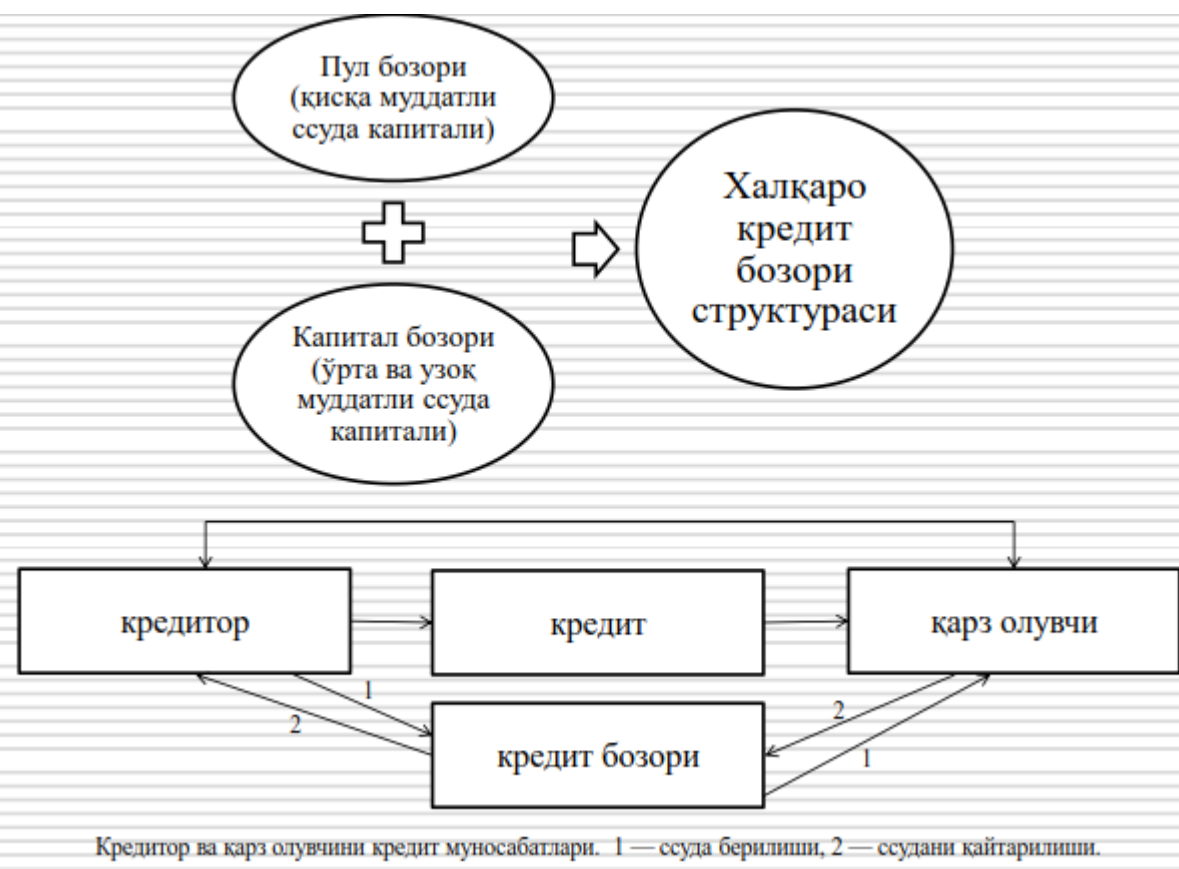 Пул бозори
(қисқа муддатли
ссуда капитали)
Халқаро
кредит
бозори
структураси
Капитал бозори
(ўрта ва узоқ
муддатли ссуда
капитали)
кредитор
кредит
қарз олувчи
1
2
2
1
кредит бозори
Кредитор ва қарз олувчини кредит муносабатлари. 1 — ссуда берилиши, 2 — ссудани қайтарилиши.